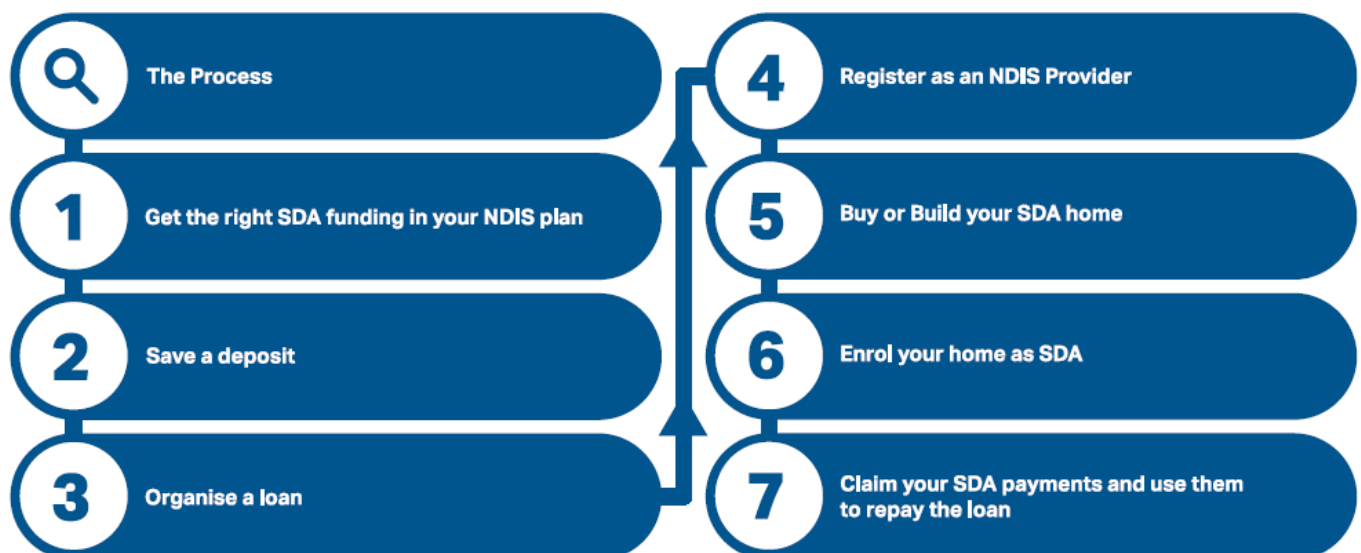 The Process
1
Get the right SDA funding in your NDIS plan
2
Save a deposit
3
Organise a loan
4
Register as an NDIS Provider
5
Buy or Build your SDA home
6
Enrol your home as SDA
7
Claim your SDA payments and use them
to repay the loan